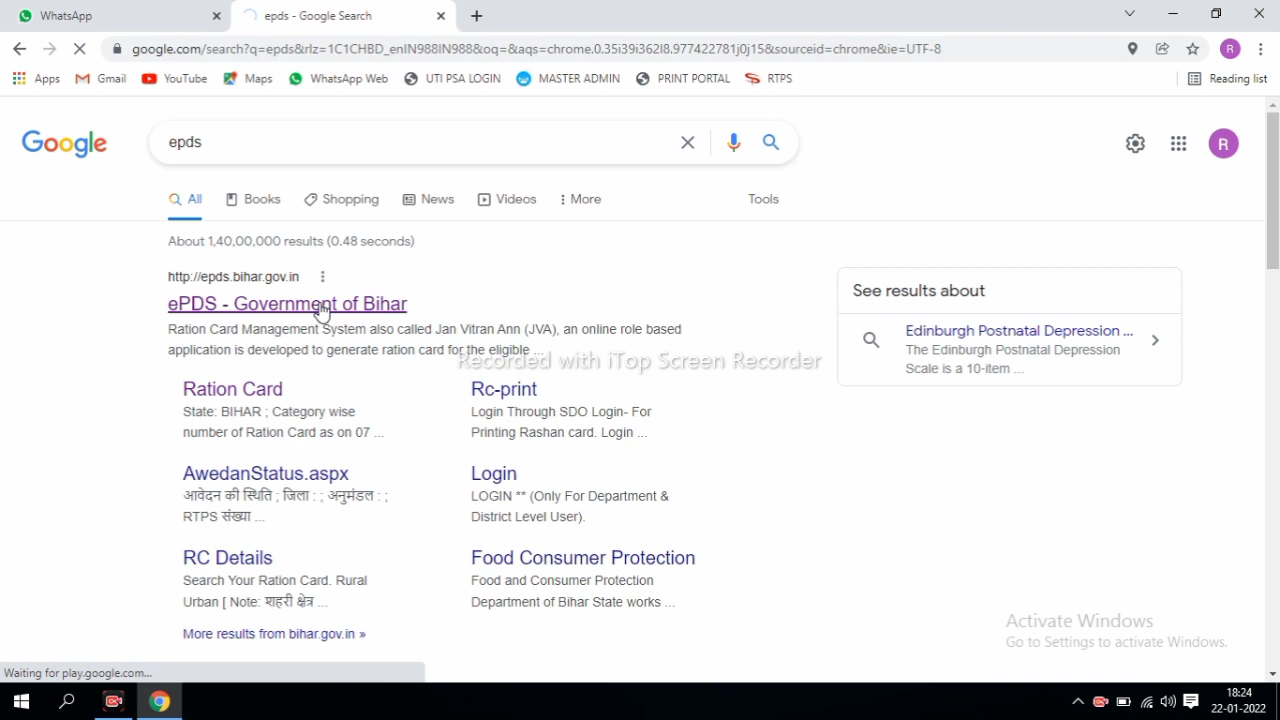 WhatsApp
epds - Google Search
google.com/search?q=epds&rlz=1C1CHBD_enIN988IN988&oq=&aqs=chrome.0.35i39i362l8.977422781j0j15&sourceid=chrome&ie=UTF-8
R
Apps Gmail YouTube Maps WhatsApp Web UTI PSA LOGIN MASTER ADMIN PRINT PORTAL RTPS Reading list
Google
epds
R
All Books Shopping News Videos More Tools
About 1,40,00,000 results (0.48 seconds)
http://epds.bihar.gov.in
ePDS - Government of Bihar
Ration Card Management System also called Jan Vitran Ann (JVA), an online role based
application is developed to generate ration card for the eligible ...
See results about
Edinburgh Postnatal Depression ...
The Edinburgh Postnatal Depression
Scale is a 10-item ...
Recorded with iTop Screen Recorder
Ration Card
State: BIHAR ; Category wise
number of Ration Card as on 07 ...
Rc-print
Login Through SDO Login- For
Printing Rashan card. Login ...
AwedanStatus.aspx
आवेदन की स्थिति ; जिला : ; अनुमंडल : ;
RTPS संख्या ...
Login
LOGIN ** (Only For Department &
District Level User).
RC Details
Search Your Ration Card. Rural
Urban [ Note: शहरी क्षेत्र ...
Food Consumer Protection
Food and Consumer Protection
Department of Bihar State works ...
More results from bihar.gov.in »
Activate Windows
Go to Settings to activate Windows.
Waiting for play.google.com...
18:24
22-01-2022